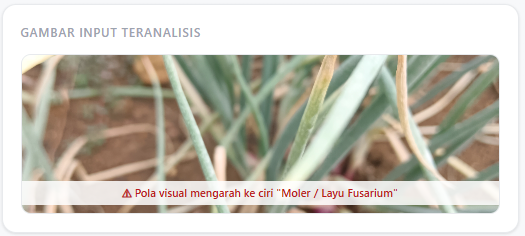 GAMBAR INPUT TERANALISIS
⚠ Pola visual mengarah ke ciri "Moler / Layu Fusarium"